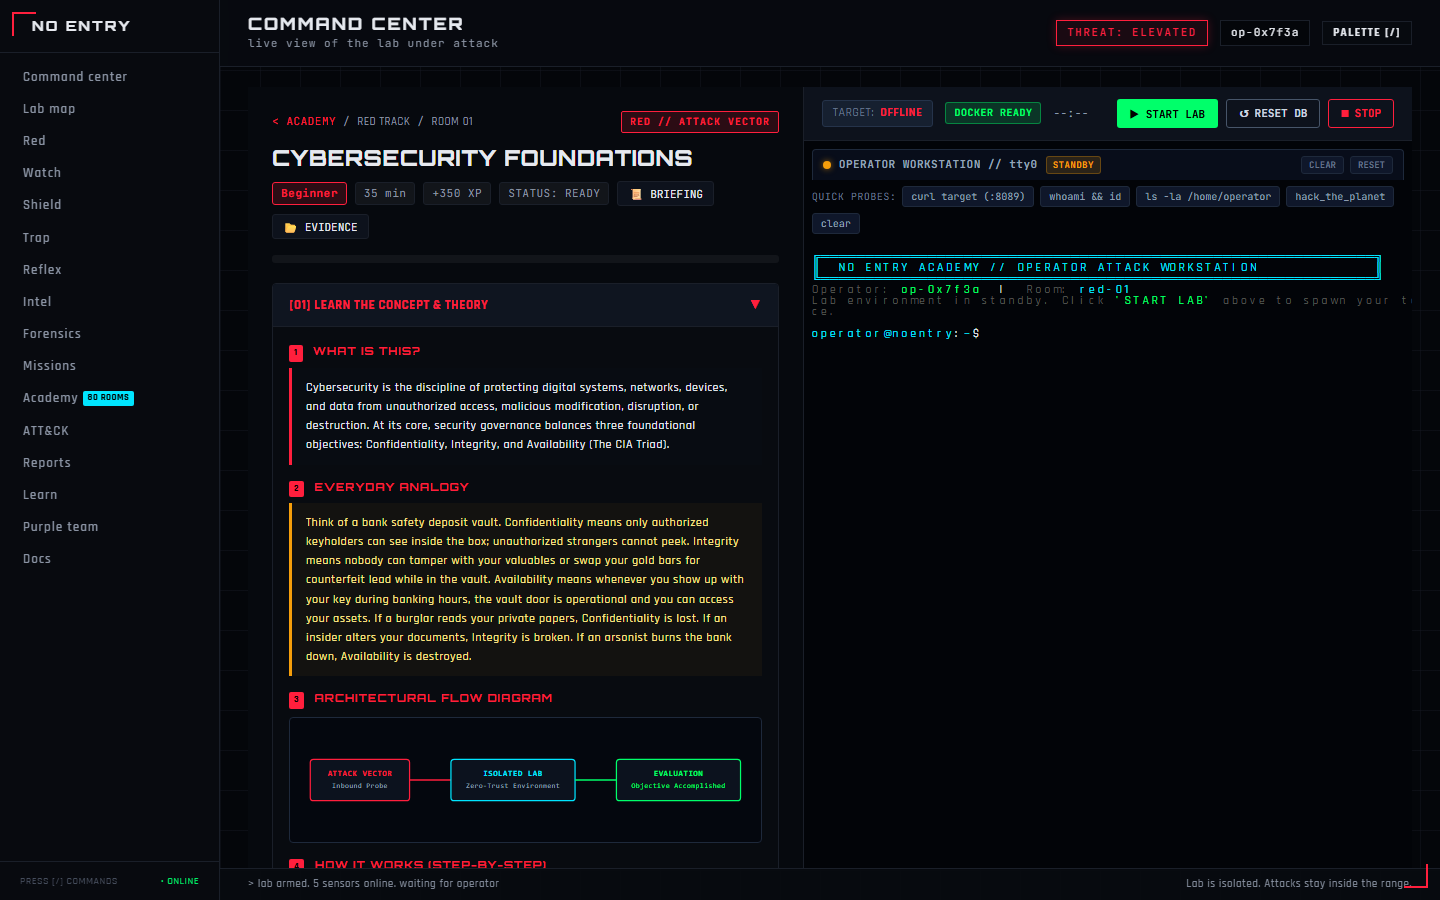 NO ENTRY
Command center
Lab map
Red
Watch
Shield
Trap
Reflex
Intel
Forensics
Missions
Academy 80 ROOMS
ATT&CK
Reports
Learn
Purple team
Docs
PRESS [/] COMMANDS • ONLINE
COMMAND CENTER
live view of the lab under attack
THREAT: ELEVATED op-0x7f3a PALETTE [/]
< ACADEMY / RED TRACK / ROOM 01 RED // ATTACK VECTOR
CYBERSECURITY FOUNDATIONS
Beginner 35 min +350 XP STATUS: READY 📜 BRIEFING
📂 EVIDENCE
[01] LEARN THE CONCEPT & THEORY ▼
1 WHAT IS THIS?
Cybersecurity is the discipline of protecting digital systems, networks, devices,
and data from unauthorized access, malicious modification, disruption, or
destruction. At its core, security governance balances three foundational
objectives: Confidentiality, Integrity, and Availability (The CIA Triad).
2 EVERYDAY ANALOGY
Think of a bank safety deposit vault. Confidentiality means only authorized
keyholders can see inside the box; unauthorized strangers cannot peek. Integrity
means nobody can tamper with your valuables or swap your gold bars for
counterfeit lead while in the vault. Availability means whenever you show up with
your key during banking hours, the vault door is operational and you can access
your assets. If a burglar reads your private papers, Confidentiality is lost. If an
insider alters your documents, Integrity is broken. If an arsonist burns the bank
down, Availability is destroyed.
3 ARCHITECTURAL FLOW DIAGRAM
ATTACK VECTOR
Inbound Probe
ISOLATED LAB
Zero-Trust Environment
EVALUATION
Objective Accomplished
4 HOW IT WORKS (STEP-BY-STEP)
TARGET: OFFLINE DOCKER READY --:-- ▶ START LAB ↺ RESET DB ■ STOP
OPERATOR WORKSTATION // tty0 STANDBY CLEAR RESET
QUICK PROBES: curl target (:8089) whoami && id ls -la /home/operator hack_the_planet
clear
NO ENTRY ACADEMY // OPERATOR ATTACK WORKSTATION
Operator: op-0x7f3a | Room: red-01
Lab environment in standby. Click 'START LAB' above to spawn your t
ce.
operator@noentry:~$
> lab armed. 5 sensors online. waiting for operator
Lab is isolated. Attacks stay inside the range.